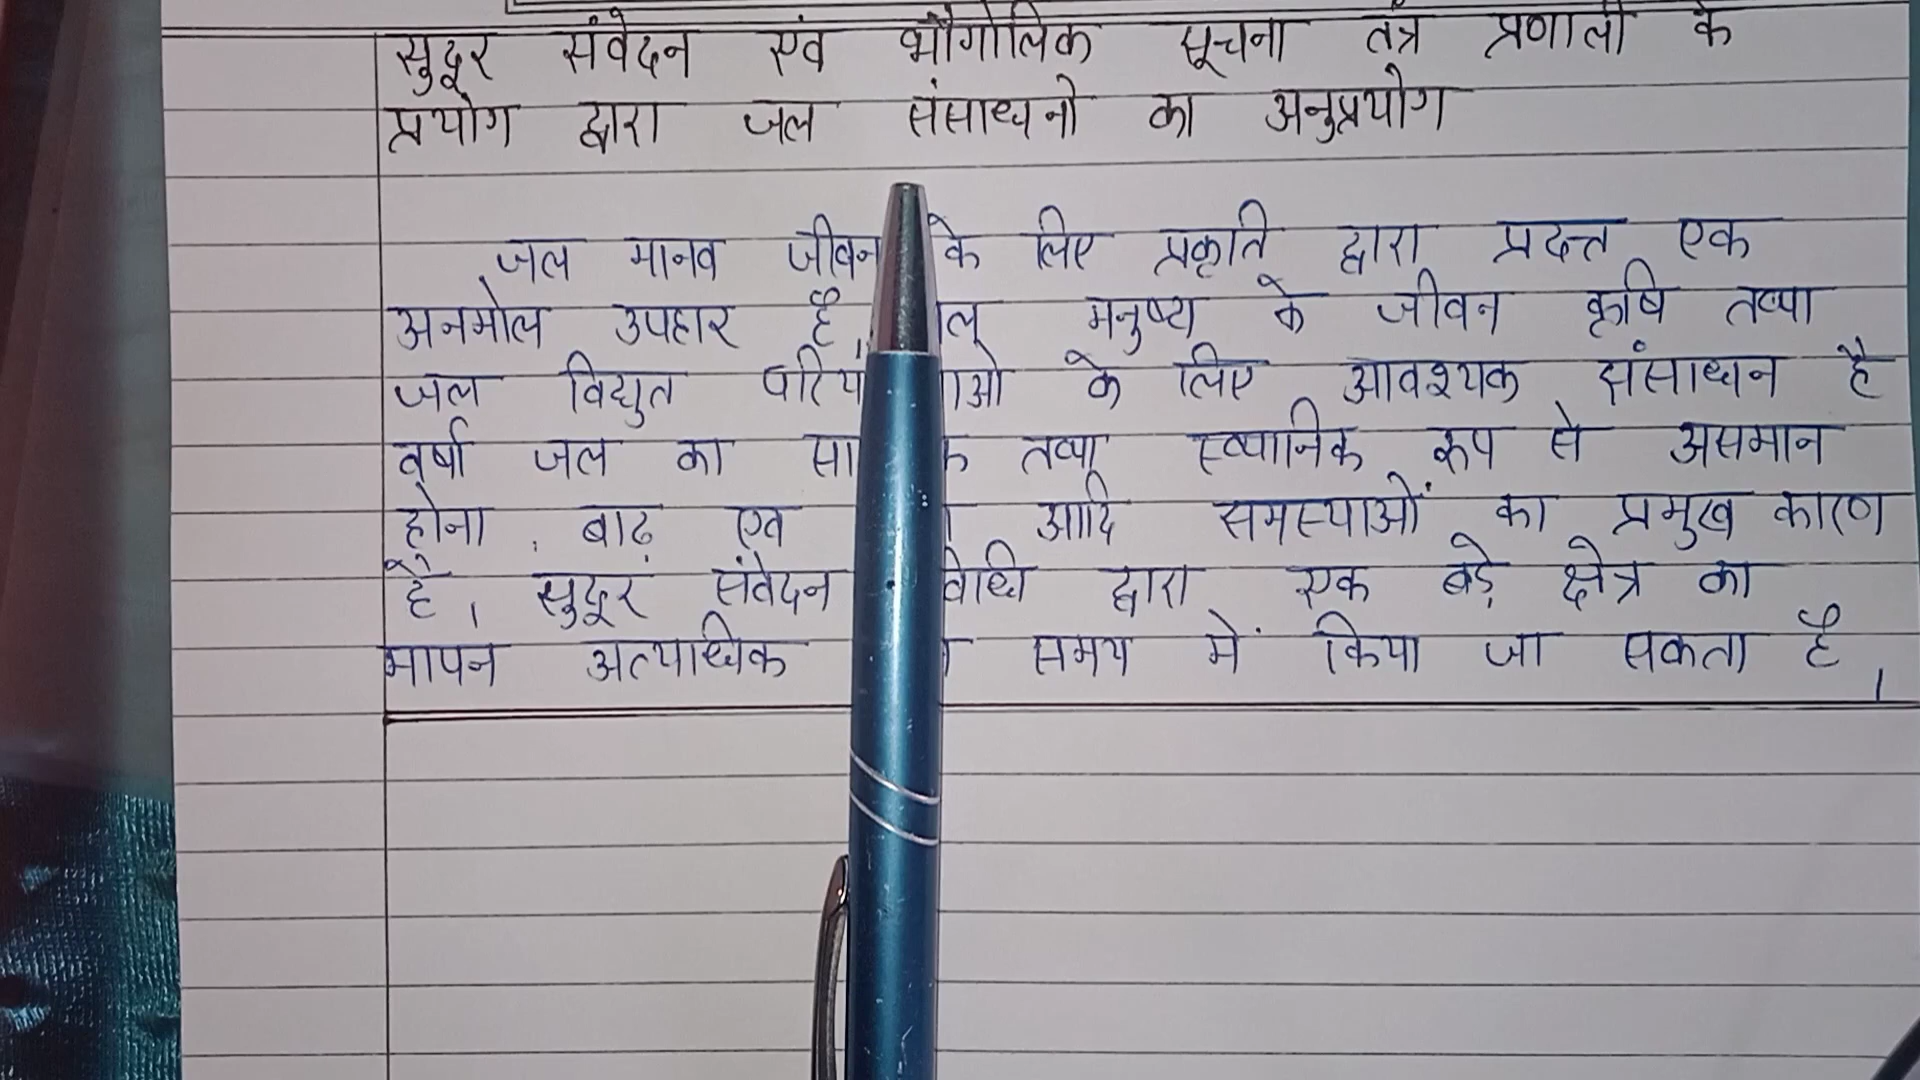 सुदूर संवेदन एवं भौगोलिक सूचना तंत्र प्रणाली के
प्रयोग द्वारा जल संसाधनो का अनुप्रयोग
जल मानव जीवन के लिए प्रकृति द्वारा प्रदत्त एक
अनमोल उपहार है मनुष्य के जीवन कृषि तथा
जल विद्युत के लिए आवश्यक संसाधन है
वर्षा जल का तथा स्थानिक रूप से असमान
होना, बाढ़ एव आदि समस्याओं का प्रमुख कारण
है। सुदूर संवेदन द्वारा एक बड़े क्षेत्र का
मापन अत्याधिक समय में किया जा सकता है।